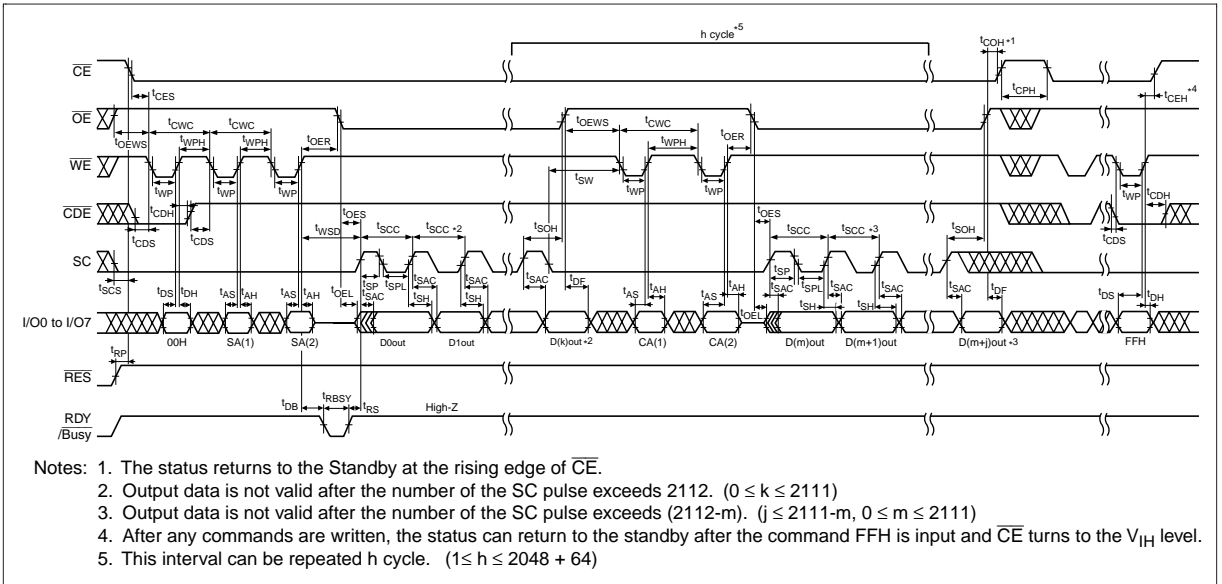 h cycle*5
tCOH *1
CE
tCES
tCPH
tCEH *4
OE
tOEWS
tCWC
tCWC
tWPH
tWPH
tOER
tOEWS
tCWC
tWPH
tOER
WE
tWP
tWP
tWP
tSW
tWP
tWP
tWP
tCDH
CDE
tCDH
tCDS
tCDS
tWSD
tOES
tSCC
tSCC *2
tSOH
tOES
tSCC
tSCC *3
tSOH
tCDS
SC
tSCS
tSP
tSPL
tSAC
tSAC
tSAC
tDF
tSP
tSPL
tSAC
tSAC
tSAC
tSAC
tDF
tDS
tDH
tAS
tAH
tAS
tAH
tOEL
tSAC
tSH
tSH
tAS
tAH
tAS
tAH
tOEL
tSH
tSH
tDS
tDH
I/O0 to I/O7
00H
SA(1)
SA(2)
D0out
D1out
D(k)out*2
CA(1)
CA(2)
D(m)out
D(m+1)out
D(m+j)out*3
FFH
tRP
RES
tDB
tRBSY
tRS
High-Z
RDY
/Busy
Notes: 1. The status returns to the Standby at the rising edge of CE.
2. Output data is not valid after the number of the SC pulse exceeds 2112. (0 ≤ k ≤ 2111)
3. Output data is not valid after the number of the SC pulse exceeds (2112-m). (j ≤ 2111-m, 0 ≤ m ≤ 2111)
4. After any commands are written, the status can return to the standby after the command FFH is input and CE turns to the VIH level.
5. This interval can be repeated h cycle. (1≤ h ≤ 2048 + 64)